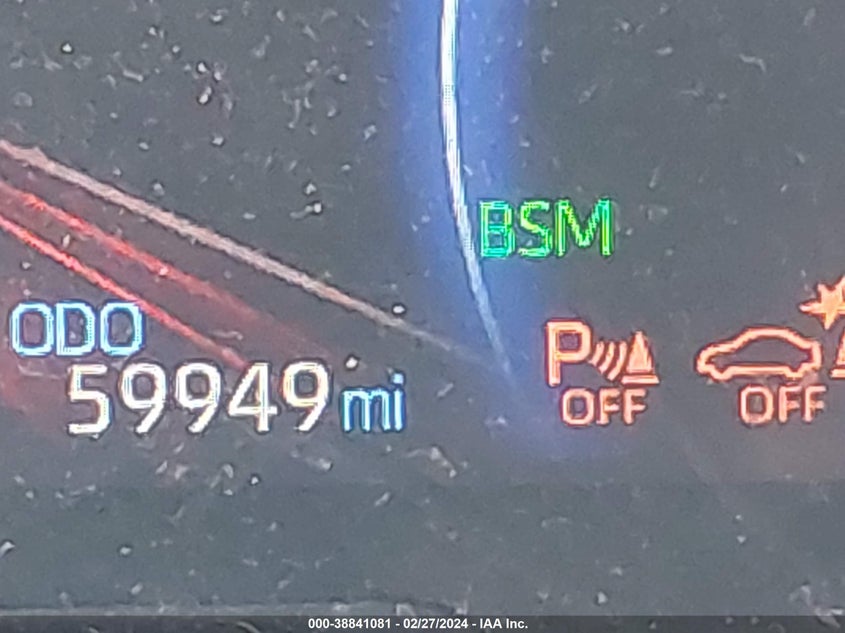 BSM
ODO
59949 mi
P
OFF
OFF
000-38841081 - 02/27/2024 - IAA Inc.